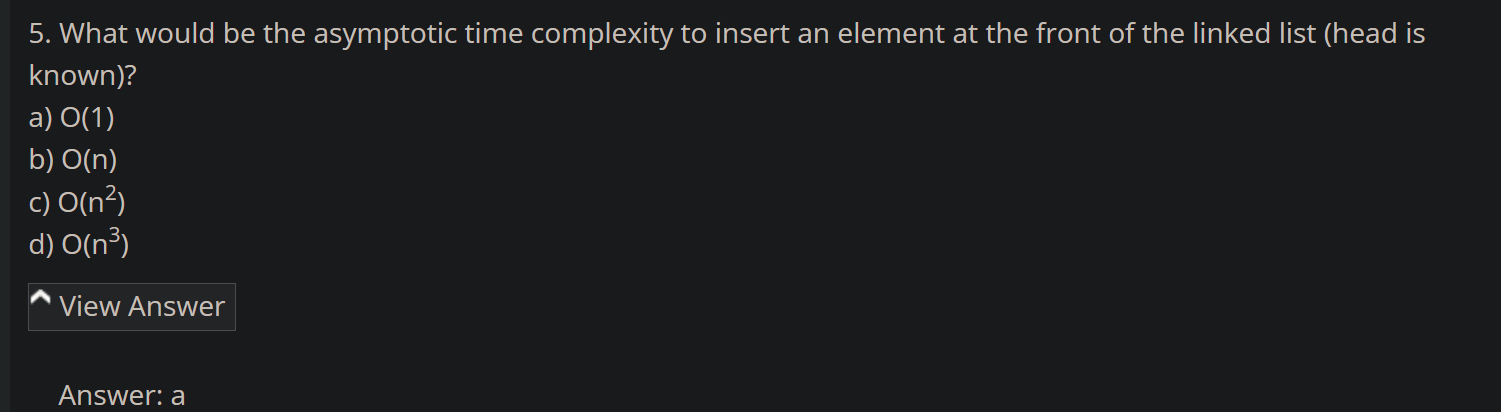 5. What would be the asymptotic time complexity to insert an element at the front of the linked list (head is
known)?
a) O(1)
b) O(n)
c) O(n²)
d) O(n³)
View Answer
Answer: a